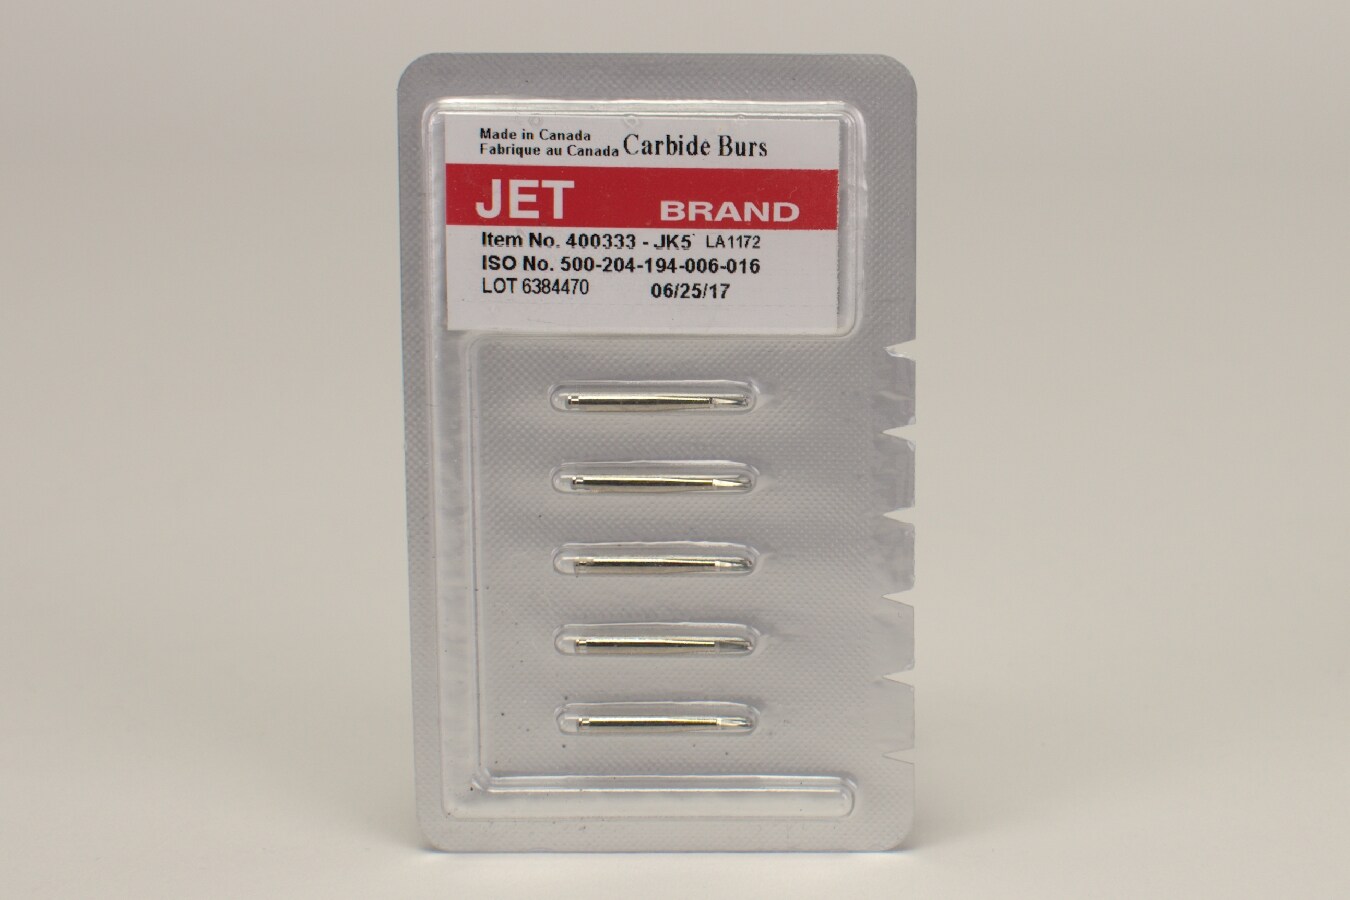 Made in Canada
Fabrique au Canada Carbide Burs
JET BRAND
Item No. 400333 - JK5 LA1172
ISO No. 500-204-194-006-016
LOT 6384470 06/25/17